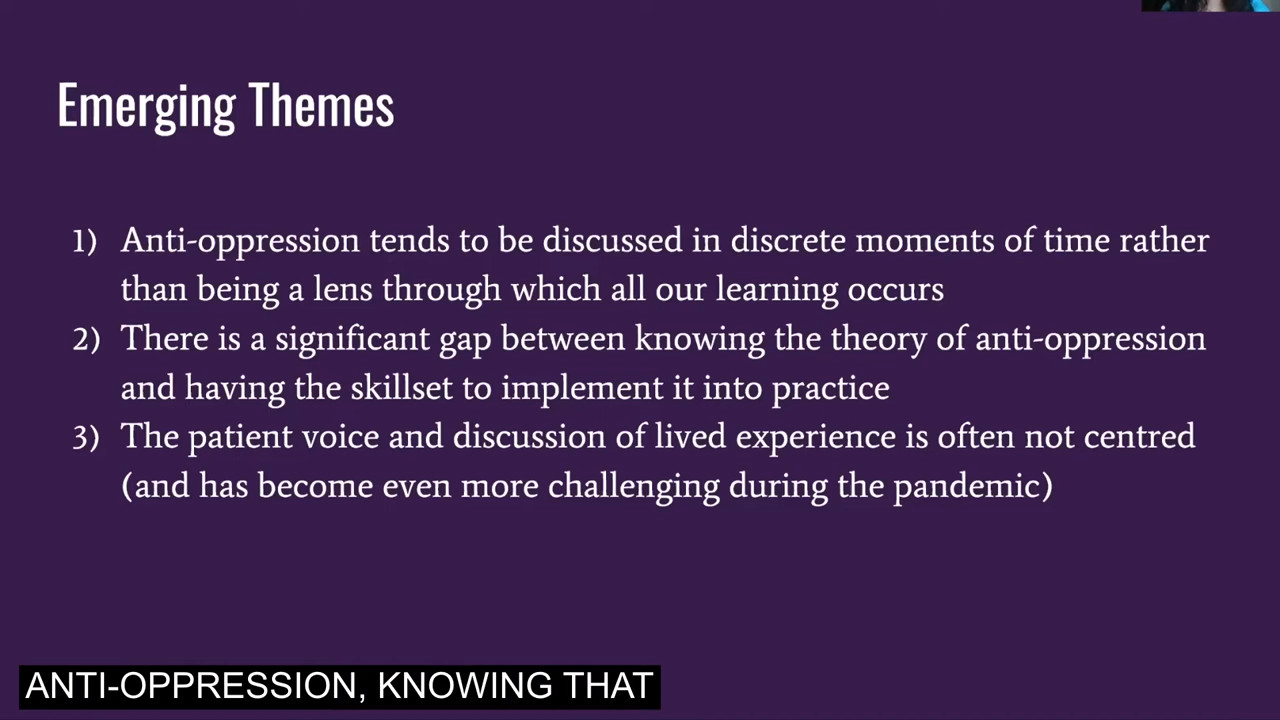 Emerging Themes
1) Anti-oppression tends to be discussed in discrete moments of time rather
than being a lens through which all our learning occurs
2) There is a significant gap between knowing the theory of anti-oppression
and having the skillset to implement it into practice
3) The patient voice and discussion of lived experience is often not centred
(and has become even more challenging during the pandemic)
ANTI-OPPRESSION, KNOWING THAT